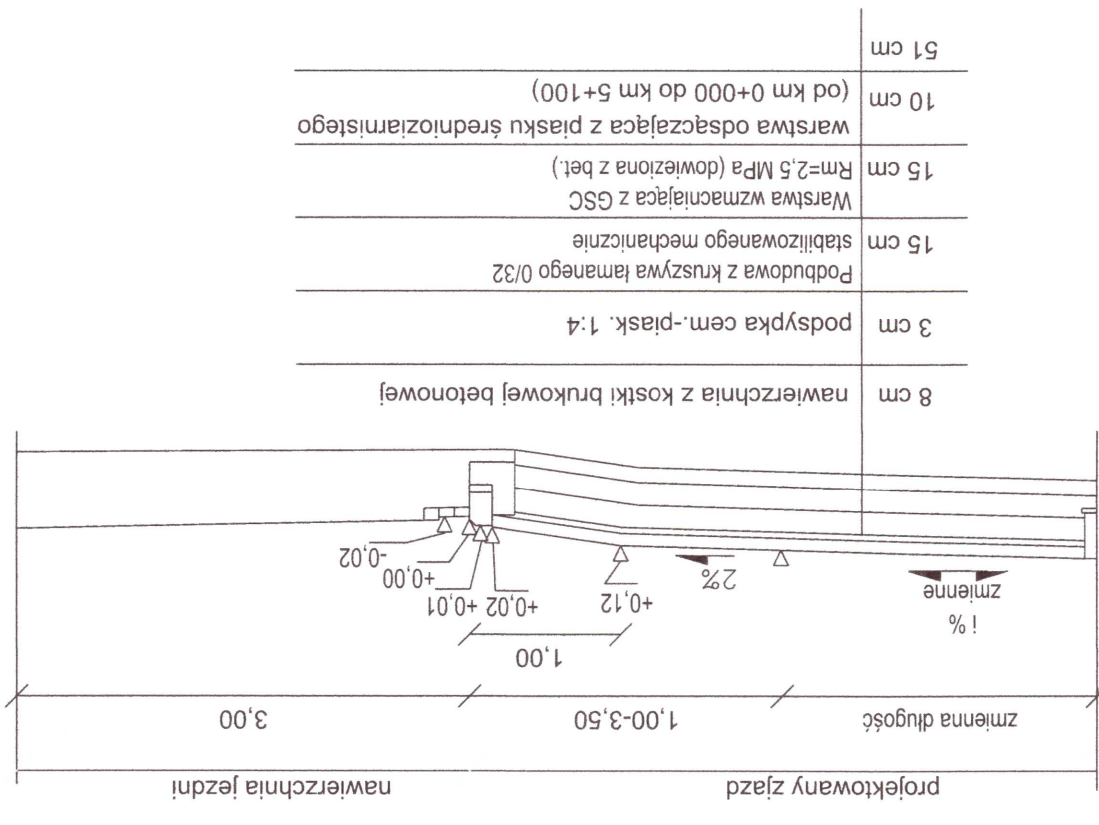 nawierzchnia jezdni
projektowany zjazd
3,00
1,00-3,50
zmienna długość
1,00
i %
zmienne
2%
+0,12
+0,02
+0,01
+0,00
-0,02
8 cm nawierzchnia z kostki brukowej betonowej
3 cm podsypka cem.-piask. 1:4
15 cm Podbudowa z kruszywa łamanego 0/32
stabilizowanego mechanicznie
15 cm Warstwa wzmacniająca z GSC
Rm=2,5 MPa (dowieziona z bet.)
10 cm warstwa odsączająca z piasku średnioziarnistego
(od km 0+000 do km 5+100)
51 cm